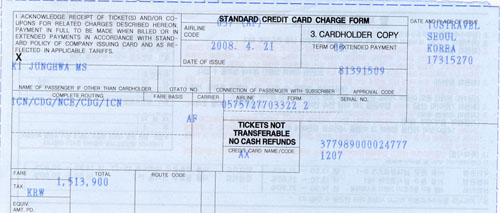 I ACKNOWLEDGE RECEIPT OF TICKET(S) AND/OR CO-
UPONS FOR RELATED CHARGES DESCRIBED HEREON.
PAYMENT IN FULL TO BE MADE WHEN BILLED OR IN
EXTENDED PAYMENTS IN ACCORDANCE WITH STAND-
ARD POLICY OF COMPANY ISSUING CARD AND AS RE-
FLECTED IN APPLICABLE TARIFFS.
X
KI JUNGHWA MS
STANDARD CREDIT CARD CHARGE FORM
AIRLINE
CODE
057
2008. 4. 21
DATE OF ISSUE
3. CARDHOLDER COPY
TERM OF EXTENDED PAYMENT
DATE AND PLACE OF ISSUE
TOSTRAVEL
SEOUL
KOREA
17315270
81391509
NAME OF PASSENGER IF OTHER THAN CARDHOLDER
CONNECTION OF PASSENGER WITH SUBSCRIBER
APPROVAL CODE
COMPLETE ROUTING
FARE BASIS
CARRIER
AIRLINE
FORM
SERIAL NO.
ICN/CDG/NCE/CDG/ICN
0575727703322 2
AF
TICKETS NOT
TRANSFERABLE
NO CASH REFUNDS
377989000024777
CREDIT CARD NAME/CODE
AX
1207
FARE
TOTAL
ROUTE CODE
1,513,900
TAX
KRW
EQUIV.
AMT. PD.